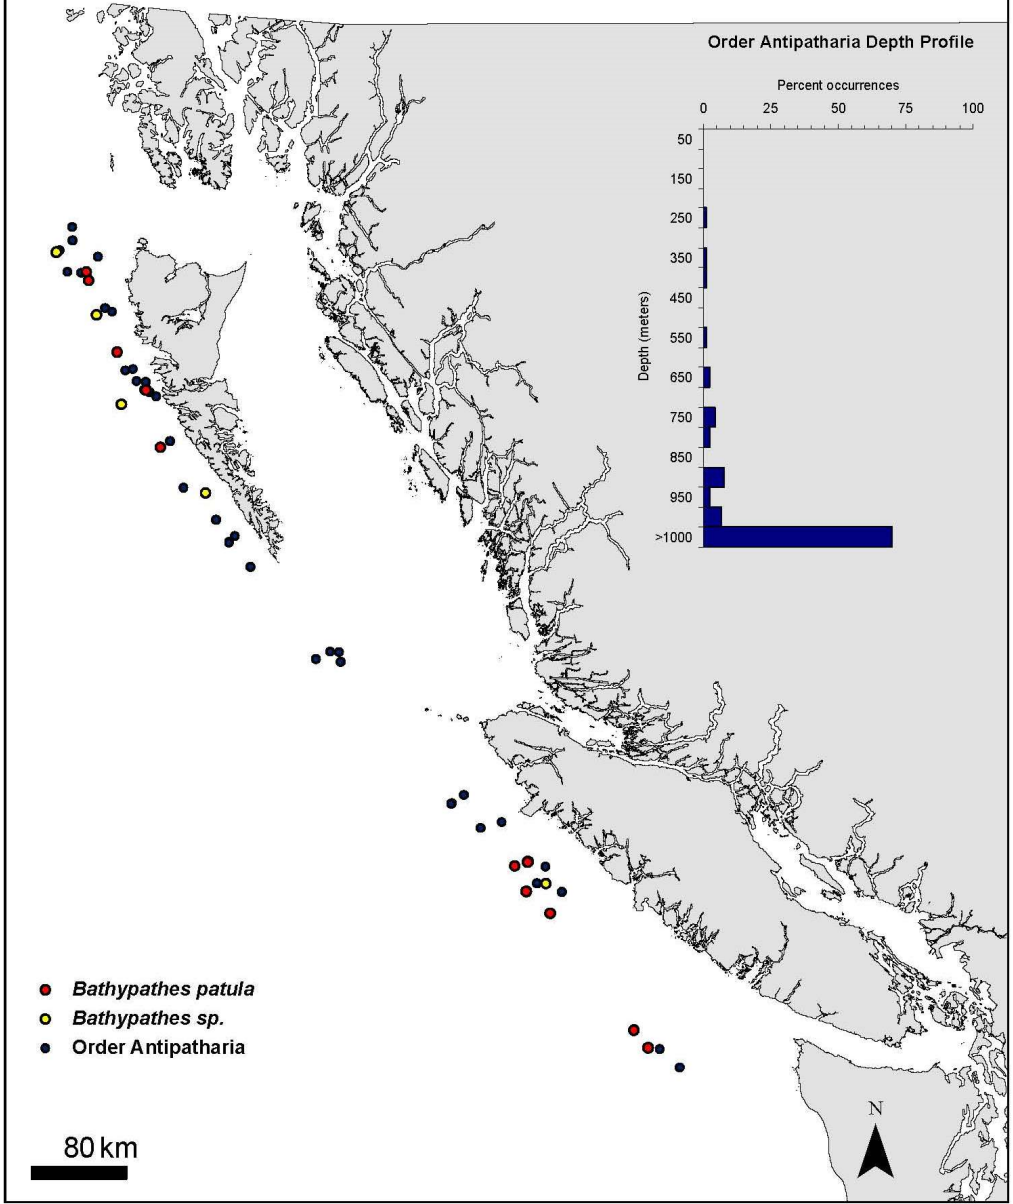 Order Antipatharia Depth Profile
Percent occurrences
0 25 50 75 100
Depth (meters)
50
150
250
350
450
550
650
750
850
950
>1000
Bathypathes patula
Bathypathes sp.
Order Antipatharia
N
80 km